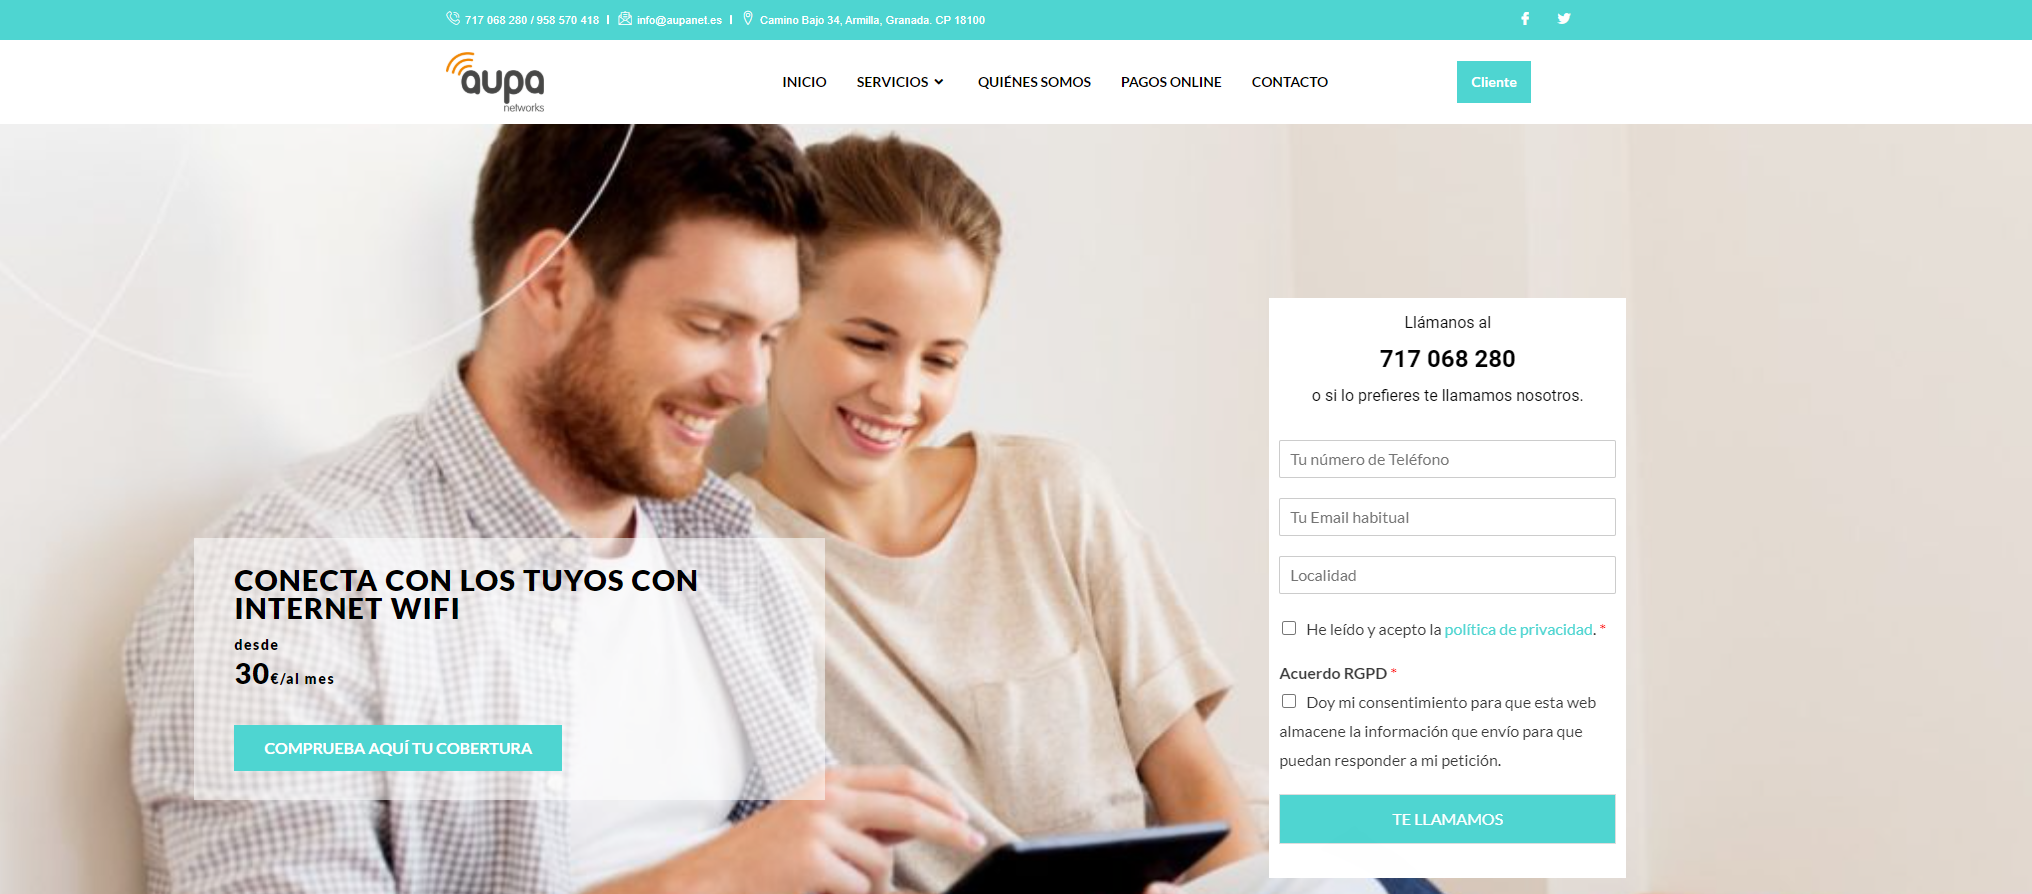 717 068 280 / 958 570 418 | info@aupanet.es | Camino Bajo 34, Armilla, Granada. CP 18100
aupa
networks
INICIO SERVICIOS QUIÉNES SOMOS PAGOS ONLINE CONTACTO
Cliente
CONECTA CON LOS TUYOS CON
INTERNET WIFI
desde
30€/al mes
COMPRUEBA AQUÍ TU COBERTURA
Llámanos al
717 068 280
o si lo prefieres te llamamos nosotros.
Tu número de Teléfono
Tu Email habitual
Localidad
He leído y acepto la política de privacidad. *
Acuerdo RGPD *
Doy mi consentimiento para que esta web
almacene la información que envío para que
puedan responder a mi petición.
TE LLAMAMOS